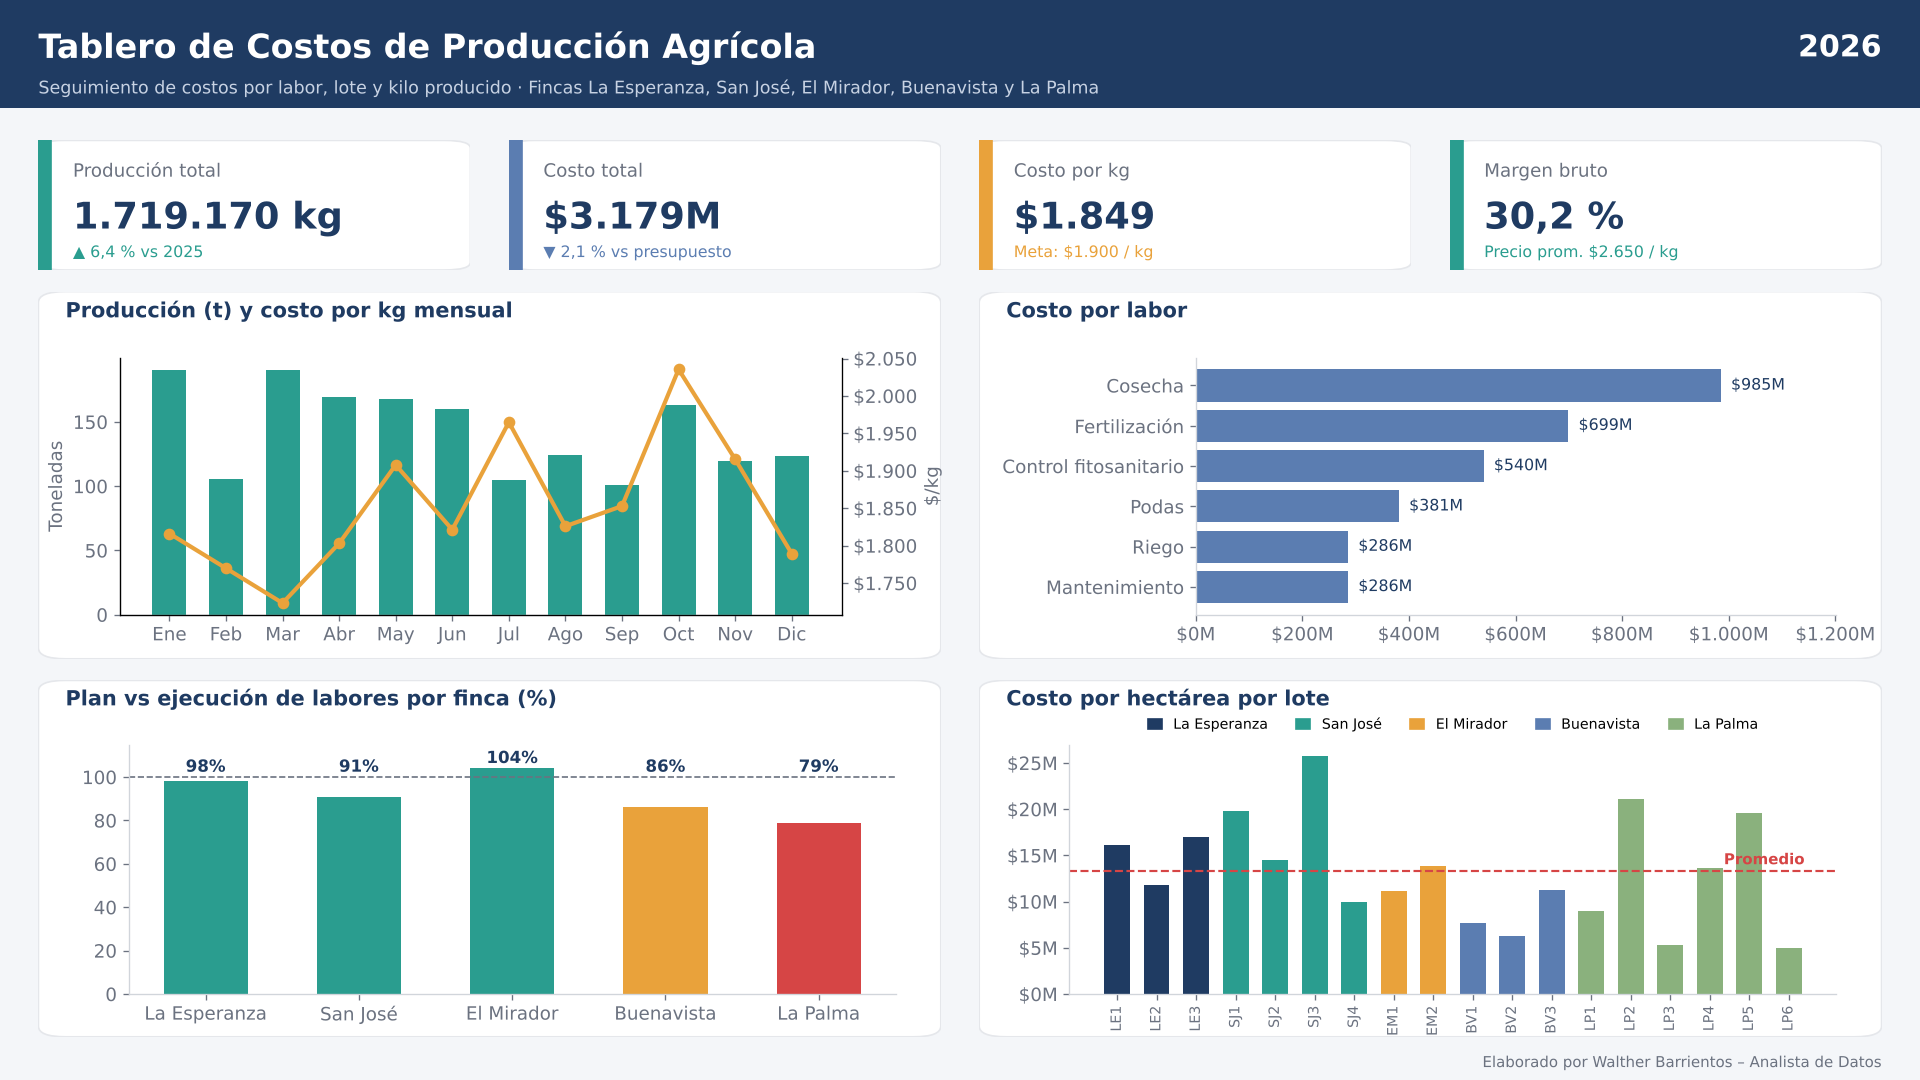 Tablero de Costos de Producción Agrícola
2026
Seguimiento de costos por labor, lote y kilo producido · Fincas La Esperanza, San José, El Mirador, Buenavista y La Palma
Producción total
1.719.170 kg
▲ 6,4 % vs 2025
Costo total
$3.179M
▼ 2,1 % vs presupuesto
Costo por kg
$1.849
Meta: $1.900 / kg
Margen bruto
30,2 %
Precio prom. $2.650 / kg
Producción (t) y costo por kg mensual
Toneladas
150
100
50
0
$2.050
$2.000
$1.950
$1.900
$1.850
$1.800
$1.750
$/kg
Ene Feb Mar Abr May Jun Jul Ago Sep Oct Nov Dic
Costo por labor
Cosecha $985M
Fertilización $699M
Control fitosanitario $540M
Podas $381M
Riego $286M
Mantenimiento $286M
$0M $200M $400M $600M $800M $1.000M $1.200M
Plan vs ejecución de labores por finca (%)
98% 91% 104% 86% 79%
100
80
60
40
20
0
La Esperanza San José El Mirador Buenavista La Palma
Costo por hectárea por lote
La Esperanza San José El Mirador Buenavista La Palma
$25M
$20M
$15M
$10M
$5M
$0M
Promedio
LE1 LE2 LE3 SJ1 SJ2 SJ3 SJ4 EM1 EM2 BV1 BV2 BV3 LP1 LP2 LP3 LP4 LP5 LP6
Elaborado por Walther Barrientos – Analista de Datos